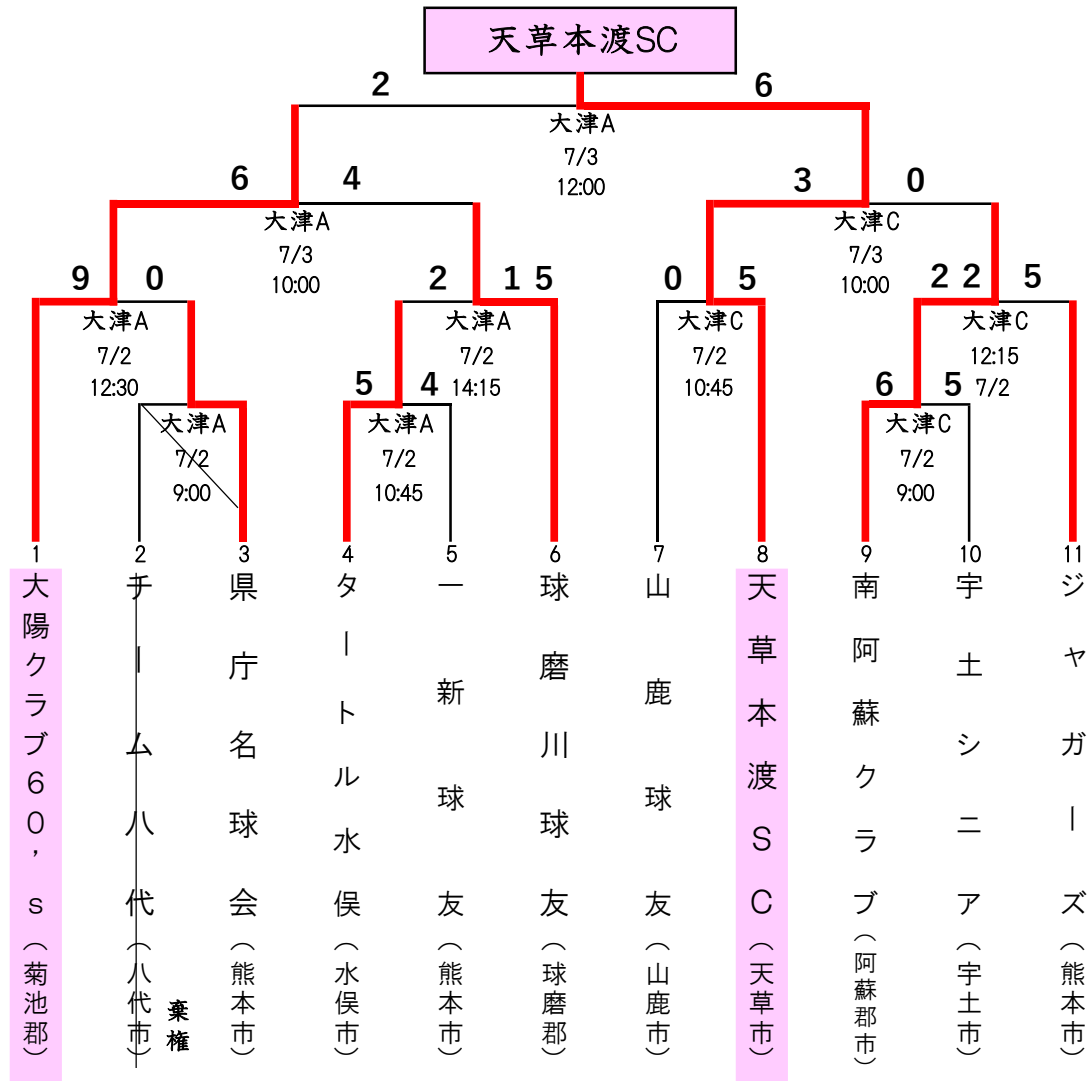 天草本渡SC
2
6
大津A
7/3
12:00
6
4
3
0
大津A
7/3
10:00
大津C
7/3
10:00
9
0
2
15
0
5
22
5
大津A
7/2
12:30
大津A
7/2
14:15
大津C
7/2
10:45
大津C
12:15
7/2
5
4
6
5
大津A
7/2
9:00
大津A
7/2
10:45
大津C
7/2
9:00
1
2
3
4
5
6
7
8
9
10
11
大陽クラブ60’s(菊池郡)
チーム八代(八代市)
棄権
県庁名球会(熊本市)
タートル水俣(水俣市)
一新球友(熊本市)
球磨川球友(球磨郡)
山鹿球友(山鹿市)
天草本渡SC(天草市)
南阿蘇クラブ(阿蘇郡市)
宇土シニア(宇土市)
ジャガーズ(熊本市)